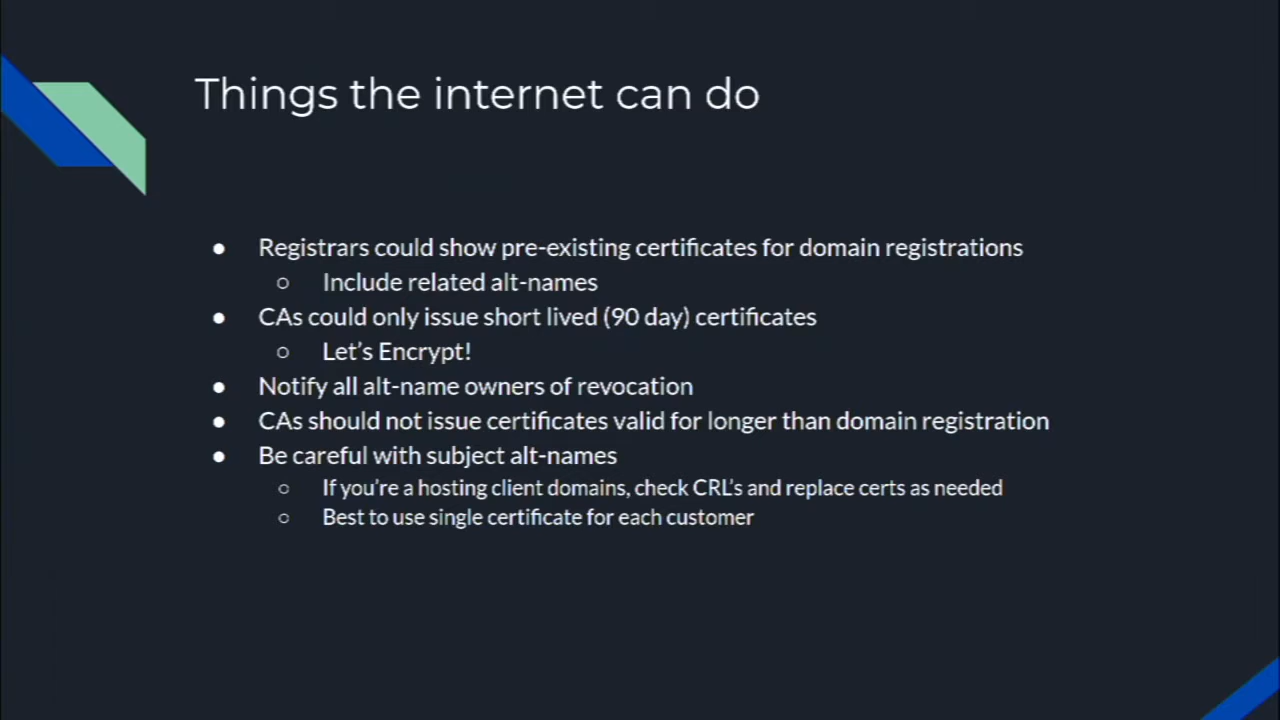 Things the internet can do
● Registrars could show pre-existing certificates for domain registrations
○ Include related alt-names
● CAs could only issue short lived (90 day) certificates
○ Let's Encrypt!
● Notify all alt-name owners of revocation
● CAs should not issue certificates valid for longer than domain registration
● Be careful with subject alt-names
○ If you're a hosting client domains, check CRL's and replace certs as needed
○ Best to use single certificate for each customer